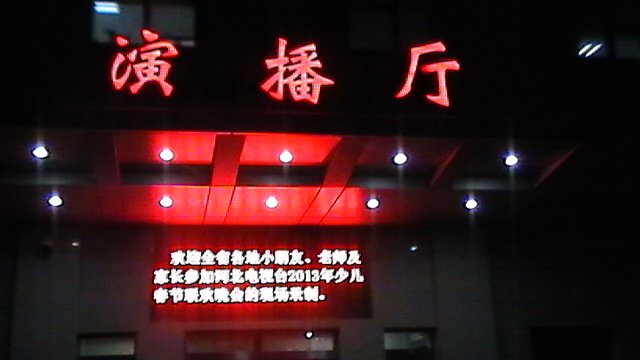 演播厅
欢迎全省各地小朋友、老师及
家长参加河北电视台2013年少儿
春节联欢晚会的现场录制。